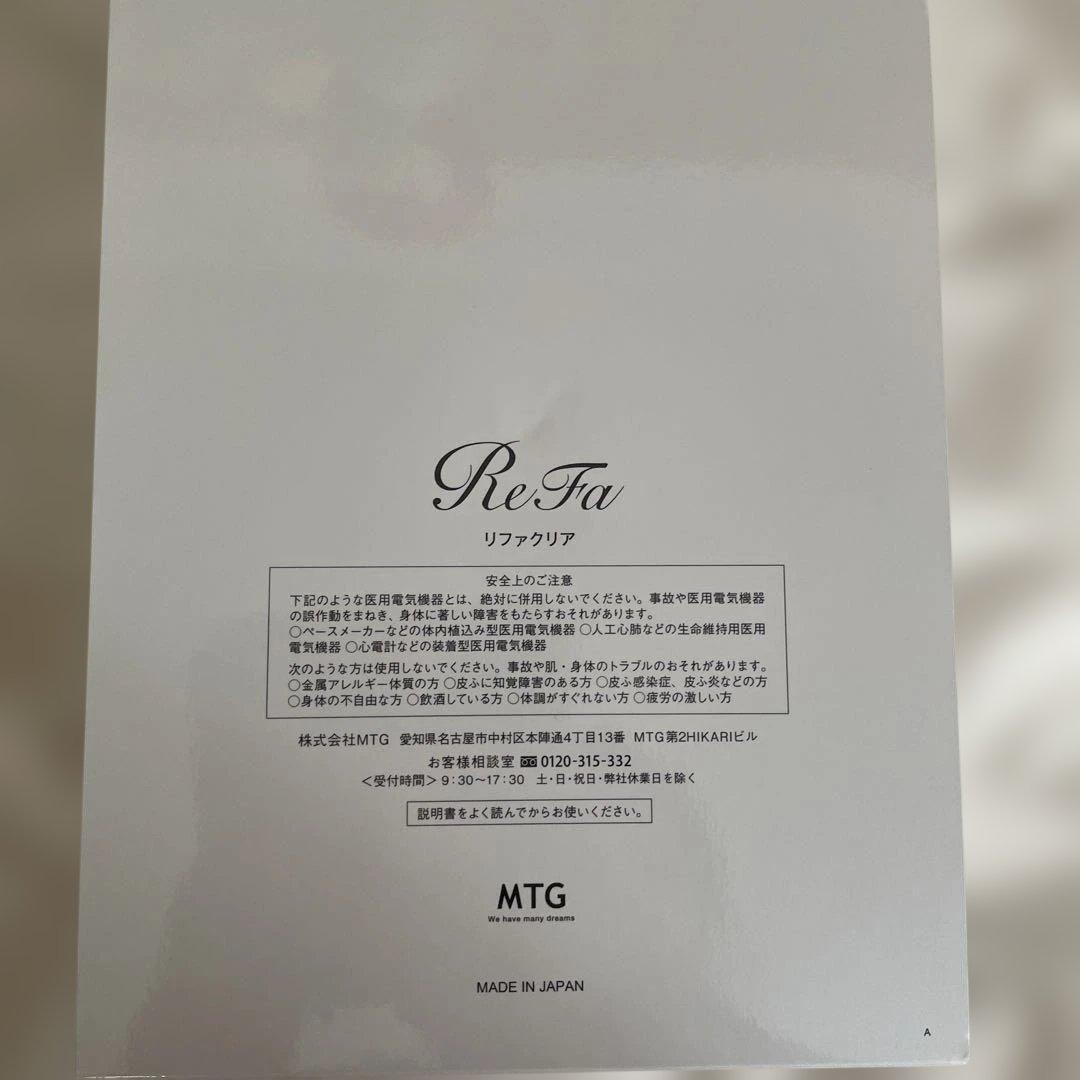 ReFa
リファクリア
安全上のご注意
下記のような医用電気機器とは、絶対に併用しないでください。事故や医用電気機器
の誤作動をまねき、身体に著しい障害をもたらすおそれがあります。
○ペースメーカーなどの体内植込み型医用電気機器 ○人工心肺などの生命維持用医用
電気機器 ○心電計などの装着型医用電気機器
次のような方は使用しないでください。事故や肌・身体のトラブルのおそれがあります。
○金属アレルギー体質の方 ○皮ふに知覚障害のある方 ○皮ふ感染症、皮ふ炎などの方
○身体の不自由な方 ○飲酒している方 ○体調がすぐれない方 ○疲労の激しい方
株式会社MTG 愛知県名古屋市中村区本陣通4丁目13番 MTG第2HIKARIビル
お客様相談室 0120-315-332
＜受付時間＞9:30〜17:30 土・日・祝日・弊社休業日を除く
説明書をよく読んでからお使いください。
MTG
We have many dreams
MADE IN JAPAN
A